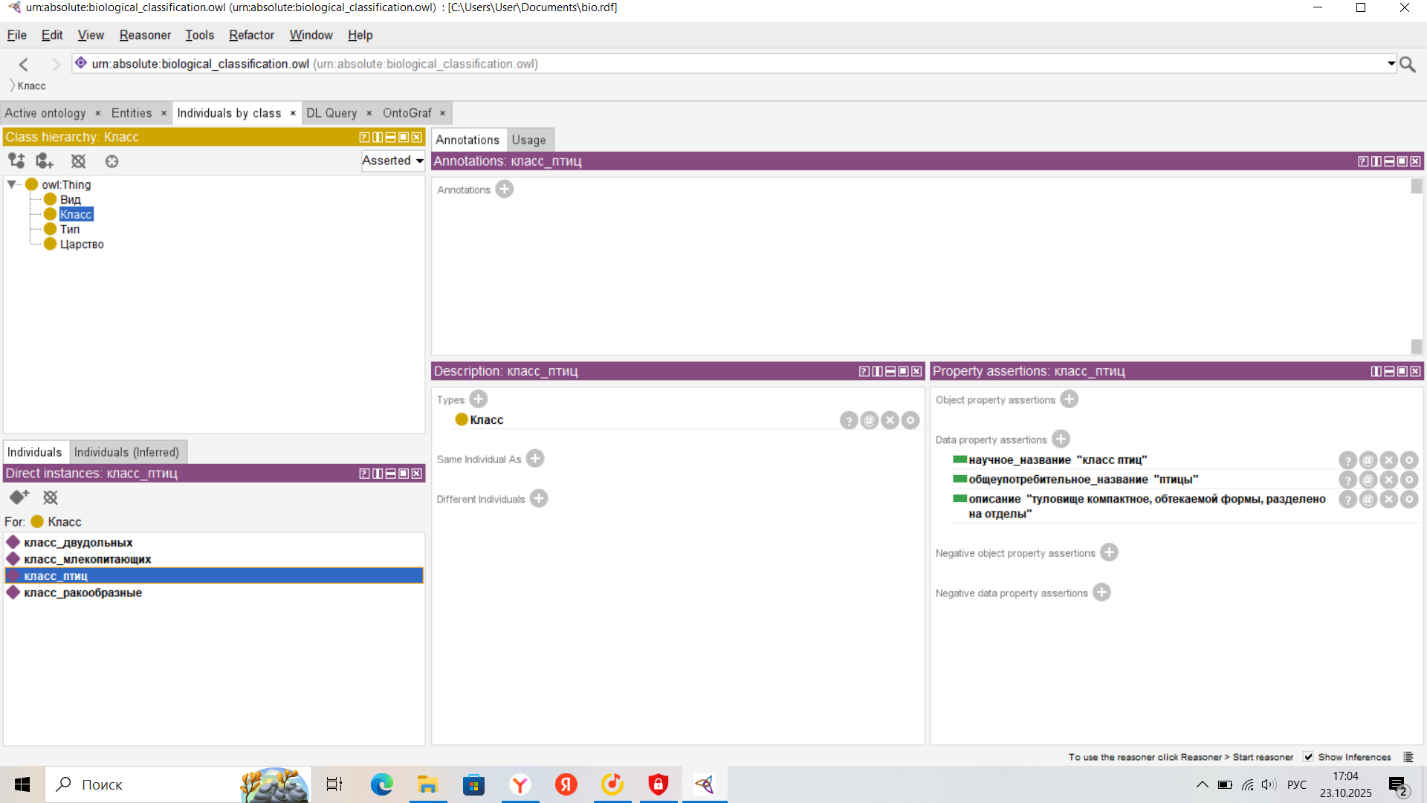 urn:absolute:biological_classification.owl (urn:absolute:biological_classification.owl) : [C:\Users\User\Documents\bio.rdf]
File Edit View Reasoner Tools Refactor Window Help
urn:absolute:biological_classification.owl (urn:absolute:biological_classification.owl)
Класс
Active ontology × Entities × Individuals by class × DL Query × OntoGraf ×
Class hierarchy: Класс
Asserted
owl:Thing
Вид
Класс
Тип
Царство
Annotations Usage
Annotations: класс_птиц
Annotations
Individuals Individuals (Inferred)
Direct instances: класс_птиц
For: Класс
класс_двудольных
класс_млекопитающих
класс_птиц
класс_ракообразные
Description: класс_птиц
Types
Класс
Same Individual As
Different Individuals
Property assertions: класс_птиц
Object property assertions
Data property assertions
научное_название "класс птиц"
общеупотребительное_название "птицы"
описание "туловище компактное, обтекаемой формы, разделено
на отделы"
Negative object property assertions
Negative data property assertions
To use the reasoner click Reasoner > Start reasoner Show Inferences
Поиск
РУС
17:04
23.10.2025
2